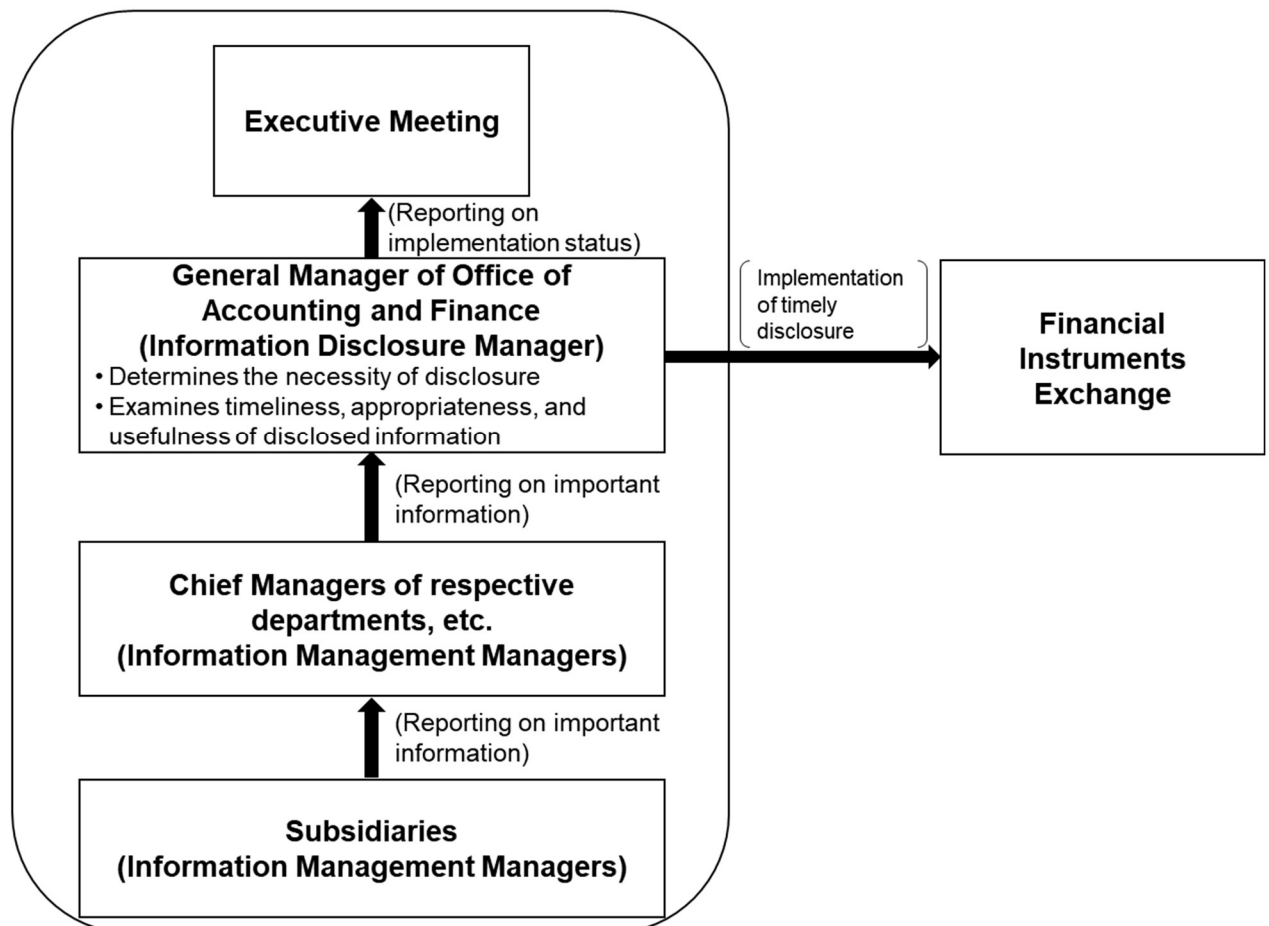 Executive Meeting
(Reporting on
implementation status)
General Manager of Office of
Accounting and Finance
(Information Disclosure Manager)
• Determines the necessity of disclosure
• Examines timeliness, appropriateness, and
usefulness of disclosed information
Implementation
of timely
disclosure
Financial
Instruments
Exchange
(Reporting on important
information)
Chief Managers of respective
departments, etc.
(Information Management Managers)
(Reporting on important
information)
Subsidiaries
(Information Management Managers)